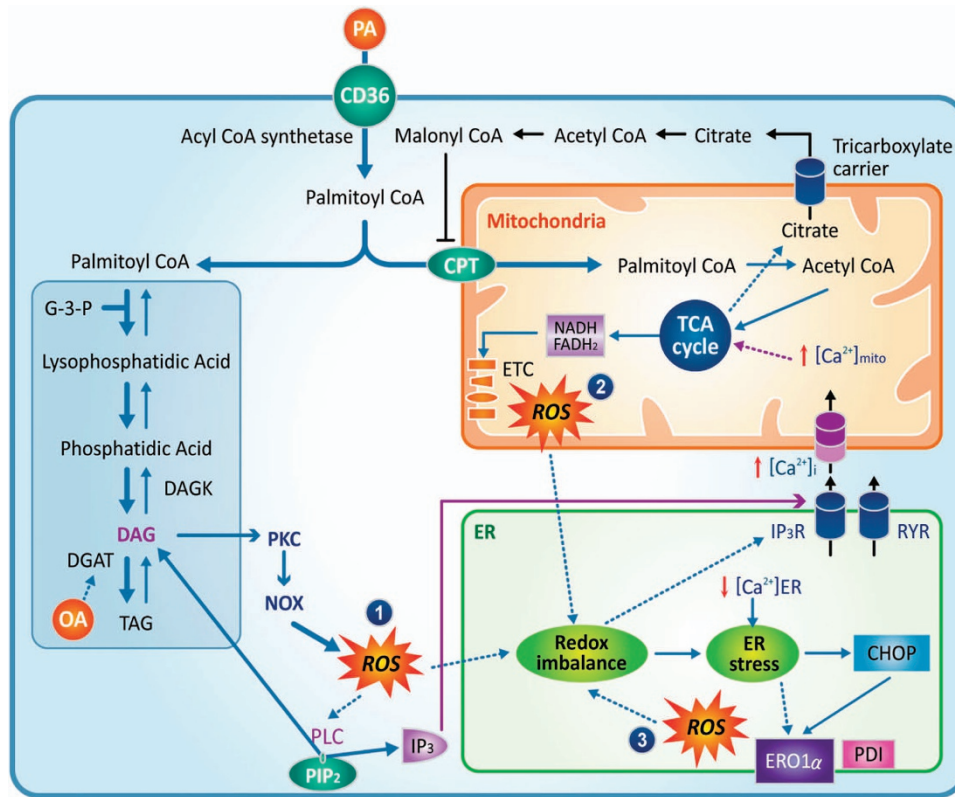 PA
CD36
Acyl CoA synthetase
Malonyl CoA
Acetyl CoA
Citrate
Tricarboxylate
carrier
Palmitoyl CoA
Mitochondria
Citrate
Palmitoyl CoA
CPT
Palmitoyl CoA
Acetyl CoA
G-3-P
NADH
FADH₂
TCA
cycle
Lysophosphatidic Acid
ETC
[Ca²⁺]mito
2
ROS
Phosphatidic Acid
DAGK
[Ca²⁺]i
DAG
PKC
ER
IP₃R
RYR
DGAT
NOX
OA
TAG
1
[Ca²⁺]ER
ROS
Redox
imbalance
ER
stress
CHOP
PLC
IP₃
3
ROS
PIP₂
ERO1α
PDI